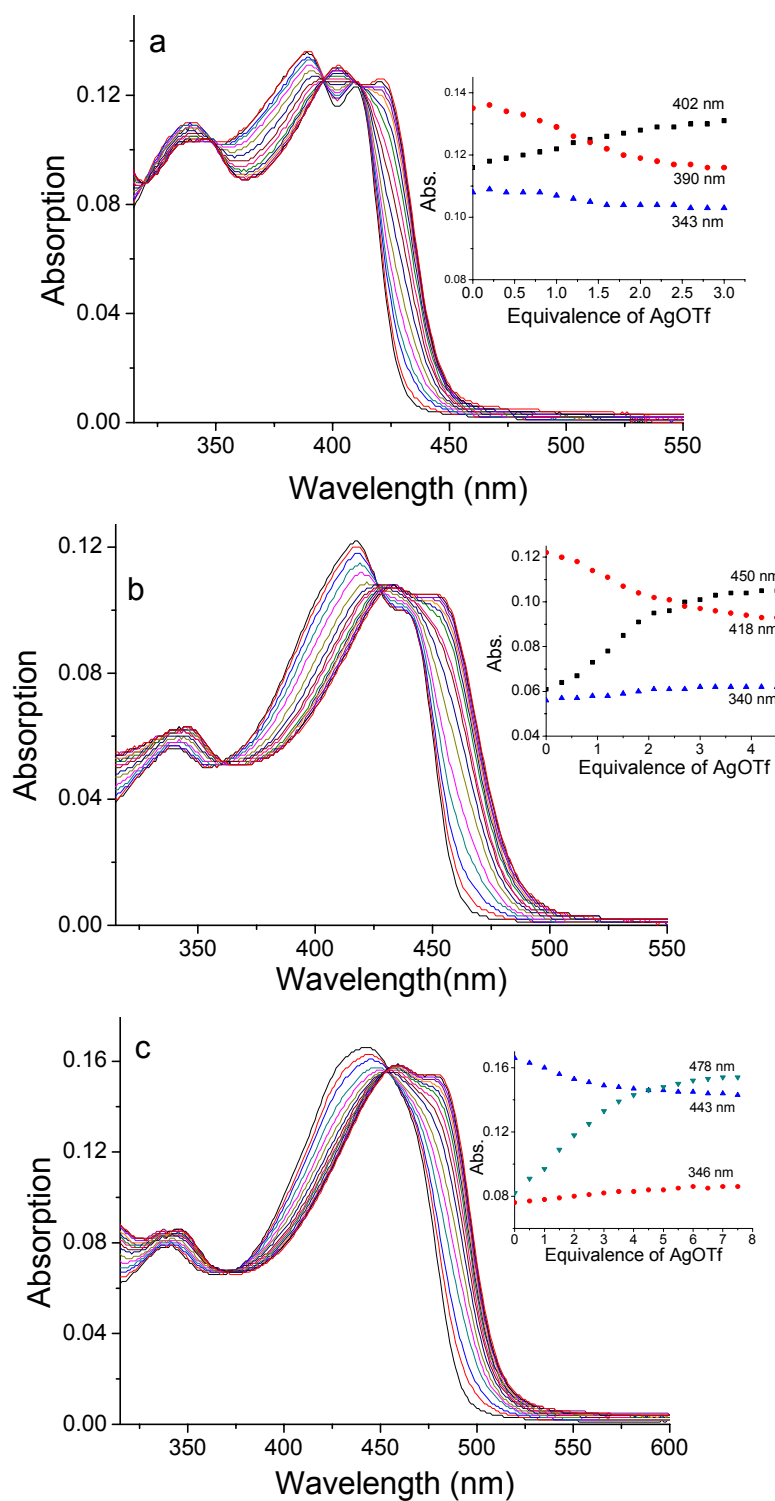 a
0.12
0.08
0.04
0.00
Absorption
350 400 450 500 550
Wavelength (nm)
0.14
0.12
0.10
0.08
Abs.
402 nm
390 nm
343 nm
0.0 0.5 1.0 1.5 2.0 2.5 3.0
Equivalence of AgOTf
b
0.12
0.08
0.04
0.00
Absorption
350 400 450 500 550
Wavelength(nm)
0.12
0.10
0.08
0.06
0.04
Abs.
450 nm
418 nm
340 nm
0 1 2 3 4
Equivalence of AgOTf
c
0.16
0.12
0.08
0.04
0.00
Absorption
350 400 450 500 550 600
Wavelength (nm)
0.16
0.12
0.08
Abs.
478 nm
443 nm
346 nm
0 1 2 3 4 5 6 7 8
Equivalence of AgOTf